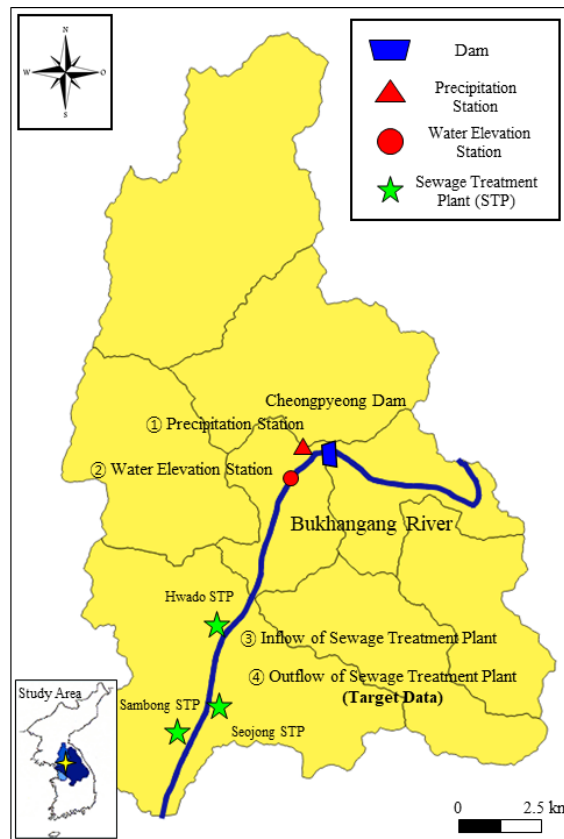 N
W
O
S
Dam
Precipitation
Station
Water Elevation
Station
Sewage Treatment
Plant (STP)
Cheongpyeong Dam
① Precipitation Station
② Water Elevation Station
Bukhangang River
Hwado STP
③ Inflow of Sewage Treatment Plant
④ Outflow of Sewage Treatment Plant
(Target Data)
Sambong STP
Seojong STP
Study Area
0 2.5 km